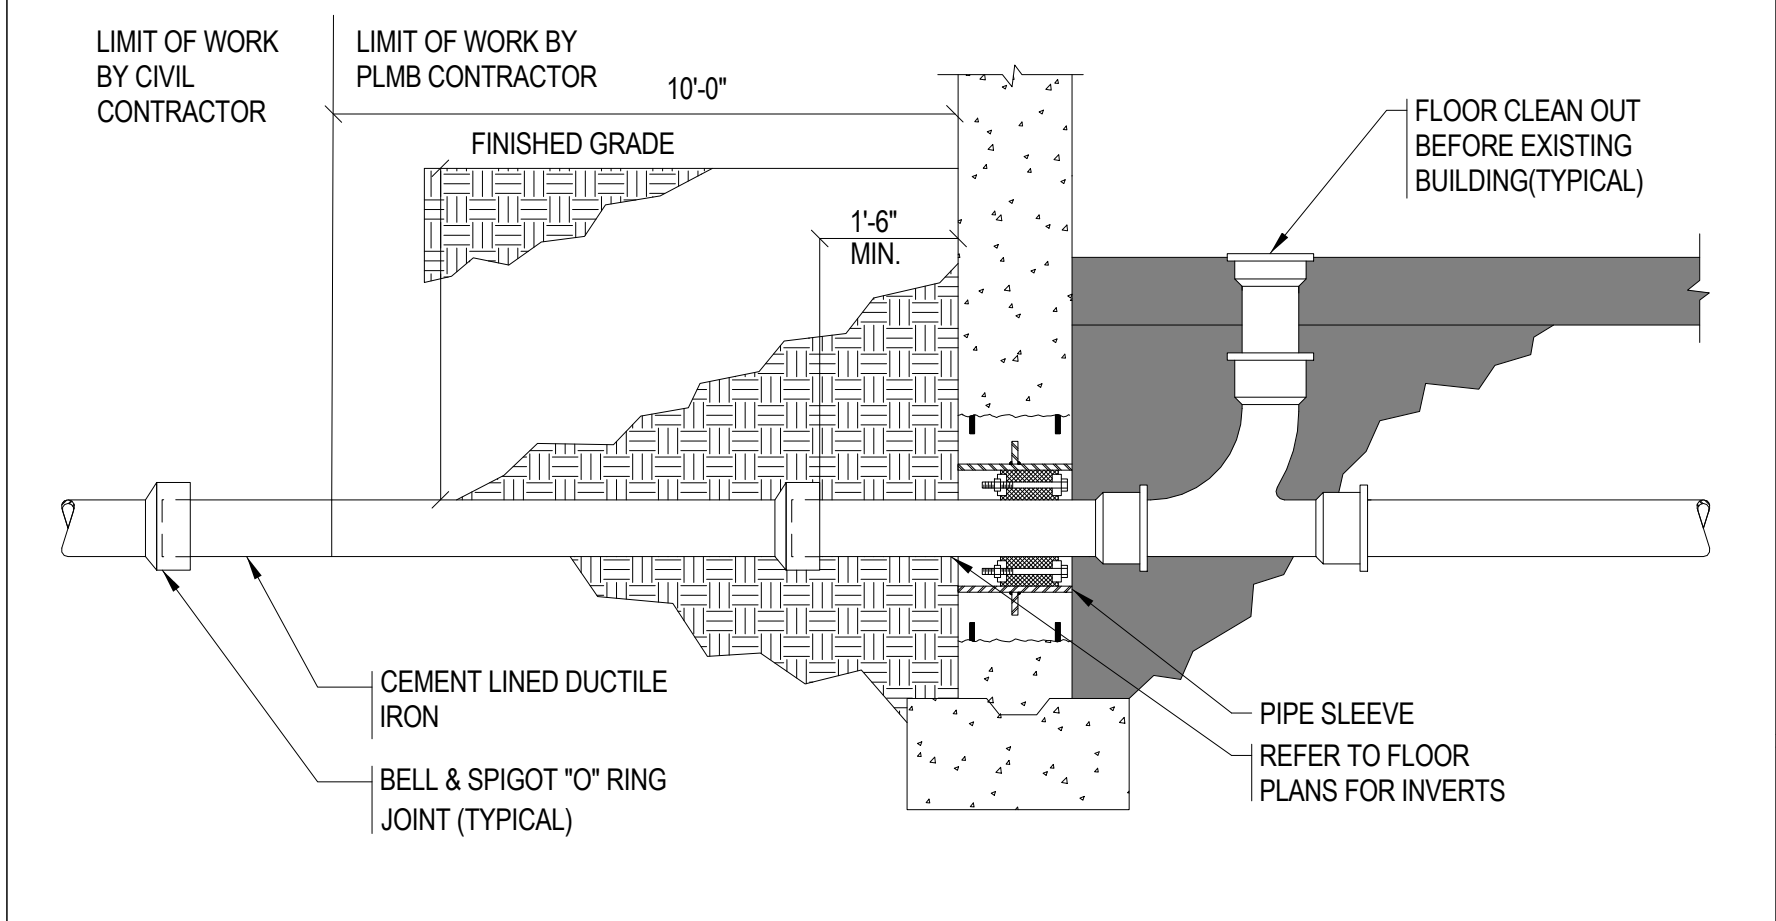 LIMIT OF WORK
BY CIVIL
CONTRACTOR
LIMIT OF WORK BY
PLMB CONTRACTOR
10'-0"
FINISHED GRADE
1'-6"
MIN.
FLOOR CLEAN OUT
BEFORE EXISTING
BUILDING(TYPICAL)
CEMENT LINED DUCTILE
IRON
BELL & SPIGOT "O" RING
JOINT (TYPICAL)
PIPE SLEEVE
REFER TO FLOOR
PLANS FOR INVERTS